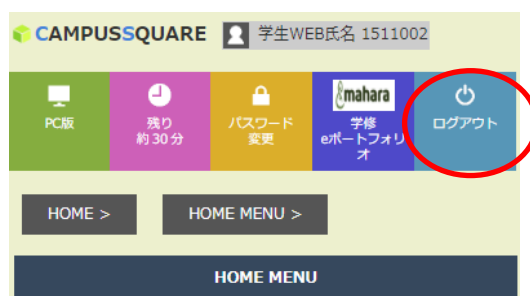 CAMPUSSQUARE 学生WEB氏名 1511002
PC版
残り
約30分
パスワード
変更
mahara
学修
eポートフォリ
オ
ログアウト
HOME > HOME MENU >
HOME MENU